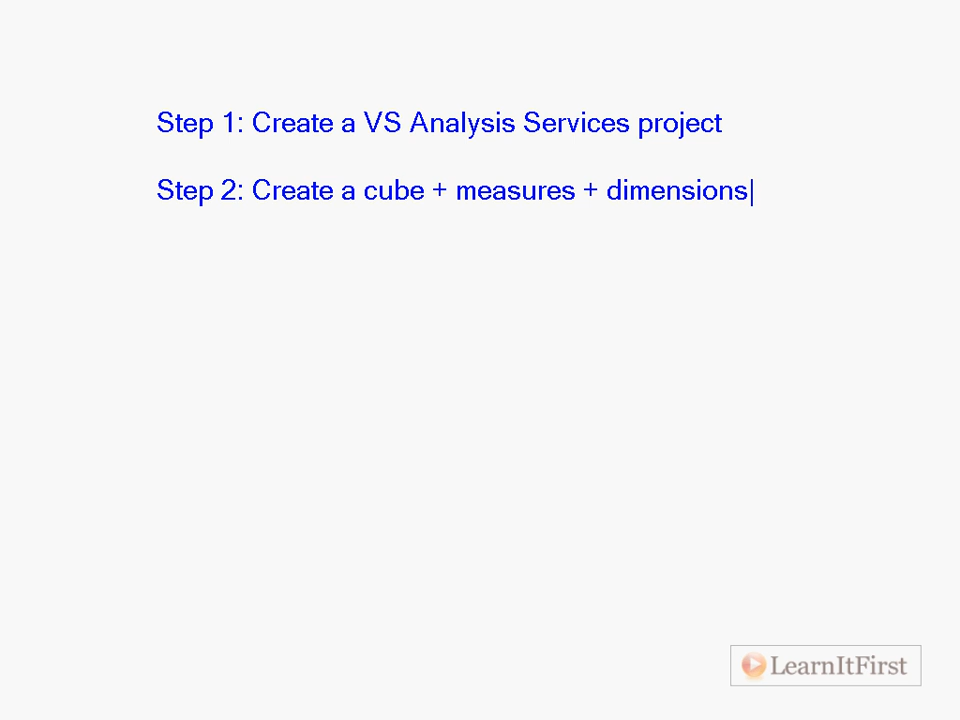 Step 1: Create a VS Analysis Services project
Step 2: Create a cube + measures + dimensions
LearnItFirst